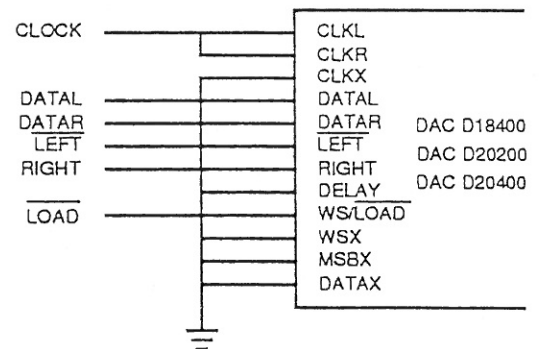 CLOCK
CLKL
CLKR
CLKX
DATAL
DATAL
DATAR
DATAR
DAC D18400
LEFT
LEFT
DAC D20200
RIGHT
RIGHT
DAC D20400
DELAY
LOAD
WS/LOAD
WSX
MSBX
DATAX